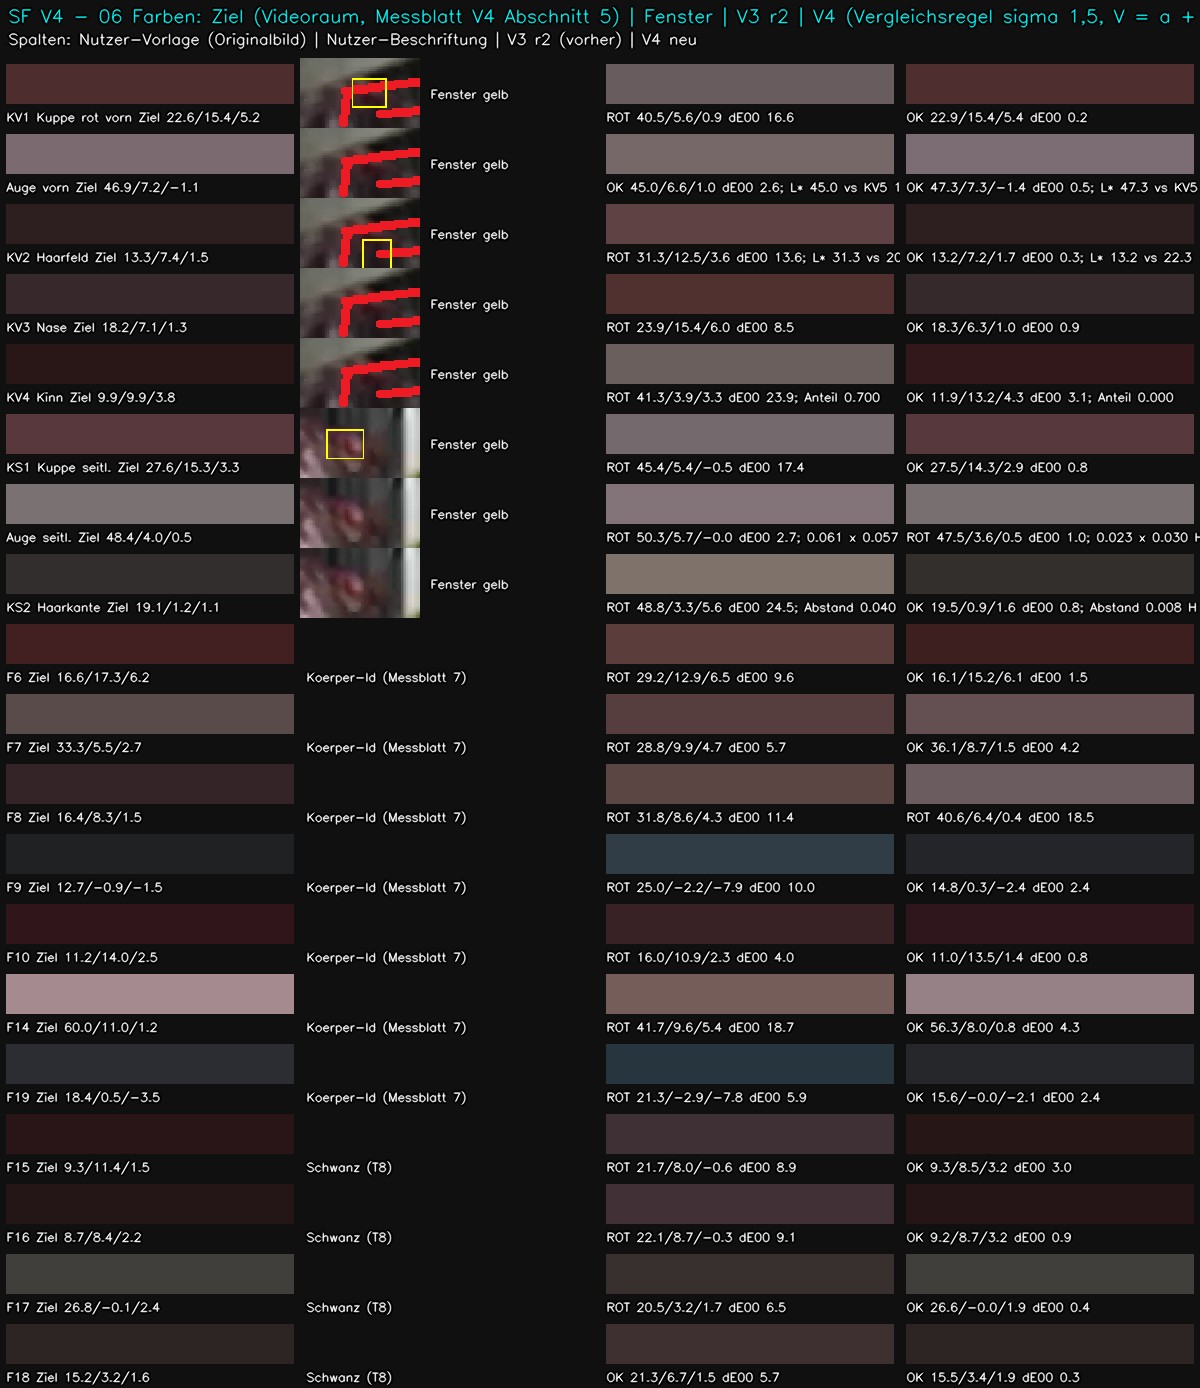 SF V4 - 06 Farben: Ziel (Videoraum, Messblatt V4 Abschnitt 5) | Fenster | V3 r2 | V4 (Vergleichsregel sigma 1,5, V = a +
Spalten: Nutzer-Vorlage (Originalbild) | Nutzer-Beschriftung | V3 r2 (vorher) | V4 neu
Fenster gelb
KV1 Kuppe rot vorn Ziel 22.6/15.4/5.2 ROT 40.5/5.6/0.9 dE00 16.6 OK 22.9/15.4/5.4 dE00 0.2
Fenster gelb
Auge vorn Ziel 46.9/7.2/-1.1 OK 45.0/6.6/1.0 dE00 2.6; L* 45.0 vs KV5 1 OK 47.3/7.3/-1.4 dE00 0.5; L* 47.3 vs KV5
Fenster gelb
KV2 Haarfeld Ziel 13.3/7.4/1.5 ROT 31.3/12.5/3.6 dE00 13.6; L* 31.3 vs 20 OK 13.2/7.2/1.7 dE00 0.3; L* 13.2 vs 22.3
Fenster gelb
KV3 Nase Ziel 18.2/7.1/1.3 ROT 23.9/15.4/6.0 dE00 8.5 OK 18.3/6.3/1.0 dE00 0.9
Fenster gelb
KV4 Kinn Ziel 9.9/9.9/3.8 ROT 41.3/3.9/3.3 dE00 23.9; Anteil 0.700 OK 11.9/13.2/4.3 dE00 3.1; Anteil 0.000
Fenster gelb
KS1 Kuppe seitl. Ziel 27.6/15.3/3.3 ROT 45.4/5.4/-0.5 dE00 17.4 OK 27.5/14.3/2.9 dE00 0.8
Fenster gelb
Auge seitl. Ziel 48.4/4.0/0.5 ROT 50.3/5.7/-0.0 dE00 2.7; 0.061 x 0.057 ROT 47.5/3.6/0.5 dE00 1.0; 0.023 x 0.030 H
Fenster gelb
KS2 Haarkante Ziel 19.1/1.2/1.1 ROT 48.8/3.3/5.6 dE00 24.5; Abstand 0.040 OK 19.5/0.9/1.6 dE00 0.8; Abstand 0.008 H
F6 Ziel 16.6/17.3/6.2 Koerper-Id (Messblatt 7) ROT 29.2/12.9/6.5 dE00 9.6 OK 16.1/15.2/6.1 dE00 1.5
F7 Ziel 33.3/5.5/2.7 Koerper-Id (Messblatt 7) ROT 28.8/9.9/4.7 dE00 5.7 OK 36.1/8.7/1.5 dE00 4.2
F8 Ziel 16.4/8.3/1.5 Koerper-Id (Messblatt 7) ROT 31.8/8.6/4.3 dE00 11.4 ROT 40.6/6.4/0.4 dE00 18.5
F9 Ziel 12.7/-0.9/-1.5 Koerper-Id (Messblatt 7) ROT 25.0/-2.2/-7.9 dE00 10.0 OK 14.8/0.3/-2.4 dE00 2.4
F10 Ziel 11.2/14.0/2.5 Koerper-Id (Messblatt 7) ROT 16.0/10.9/2.3 dE00 4.0 OK 11.0/13.5/1.4 dE00 0.8
F14 Ziel 60.0/11.0/1.2 Koerper-Id (Messblatt 7) ROT 41.7/9.6/5.4 dE00 18.7 OK 56.3/8.0/0.8 dE00 4.3
F19 Ziel 18.4/0.5/-3.5 Koerper-Id (Messblatt 7) ROT 21.3/-2.9/-7.8 dE00 5.9 OK 15.6/-0.0/-2.1 dE00 2.4
F15 Ziel 9.3/11.4/1.5 Schwanz (T8) ROT 21.7/8.0/-0.6 dE00 8.9 OK 9.3/8.5/3.2 dE00 3.0
F16 Ziel 8.7/8.4/2.2 Schwanz (T8) ROT 22.1/8.7/-0.3 dE00 9.1 OK 9.2/8.7/3.2 dE00 0.9
F17 Ziel 26.8/-0.1/2.4 Schwanz (T8) ROT 20.5/3.2/1.7 dE00 6.5 OK 26.6/-0.0/1.9 dE00 0.4
F18 Ziel 15.2/3.2/1.6 Schwanz (T8) OK 21.3/6.7/1.5 dE00 5.7 OK 15.5/3.4/1.9 dE00 0.3